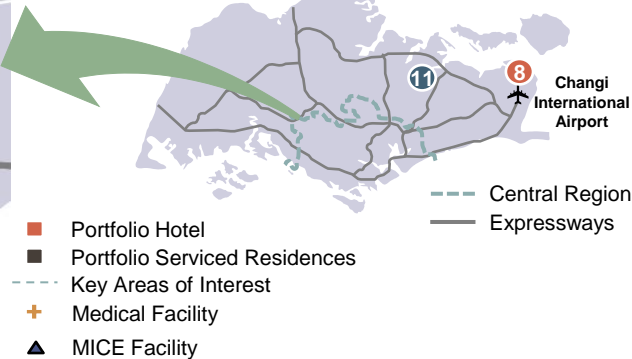 8
11
Changi
International
Airport
Central Region
Expressways
Portfolio Hotel
Portfolio Serviced Residences
Key Areas of Interest
Medical Facility
MICE Facility